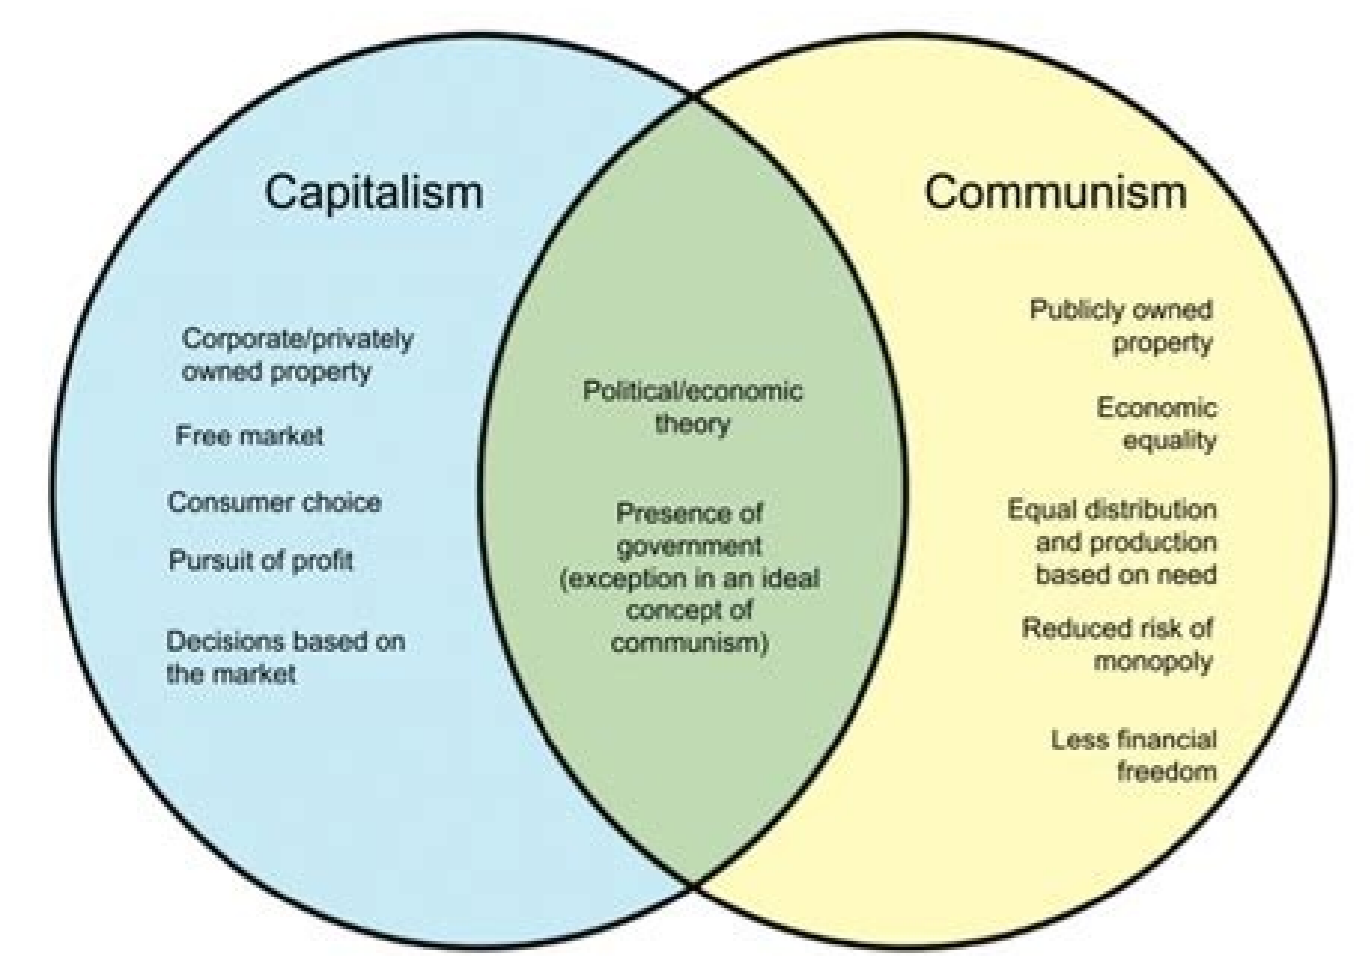 Capitalism
Corporate/privately
owned property
Free market
Consumer choice
Pursuit of profit
Decisions based on
the market
Political/economic
theory
Presence of
government
(exception in an ideal
concept of
communism)
Communism
Publicly owned
property
Economic
equality
Equal distribution
and production
based on need
Reduced risk of
monopoly
Less financial
freedom